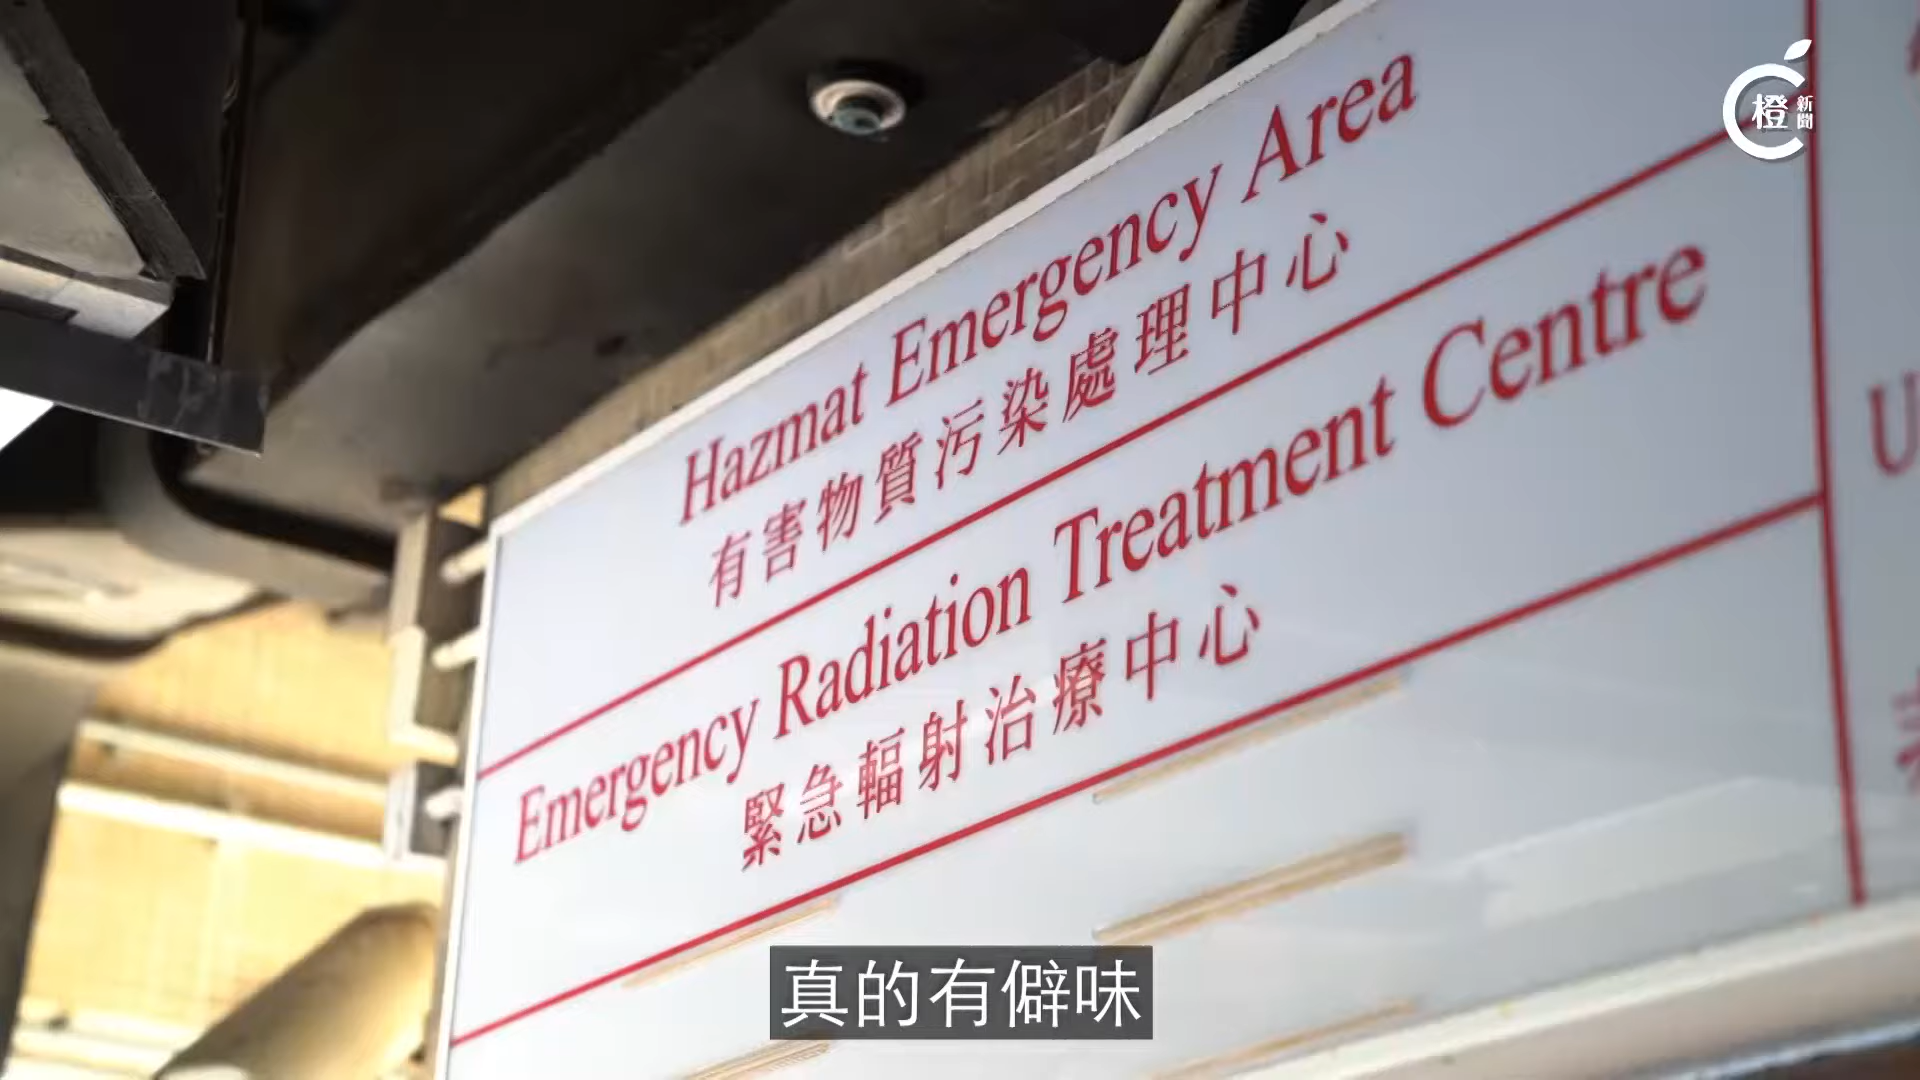 Hazmat Emergency Area
有害物質污染處理中心
Emergency Radiation Treatment Centre
緊急輻射治療中心
橙新聞
真的有僻味